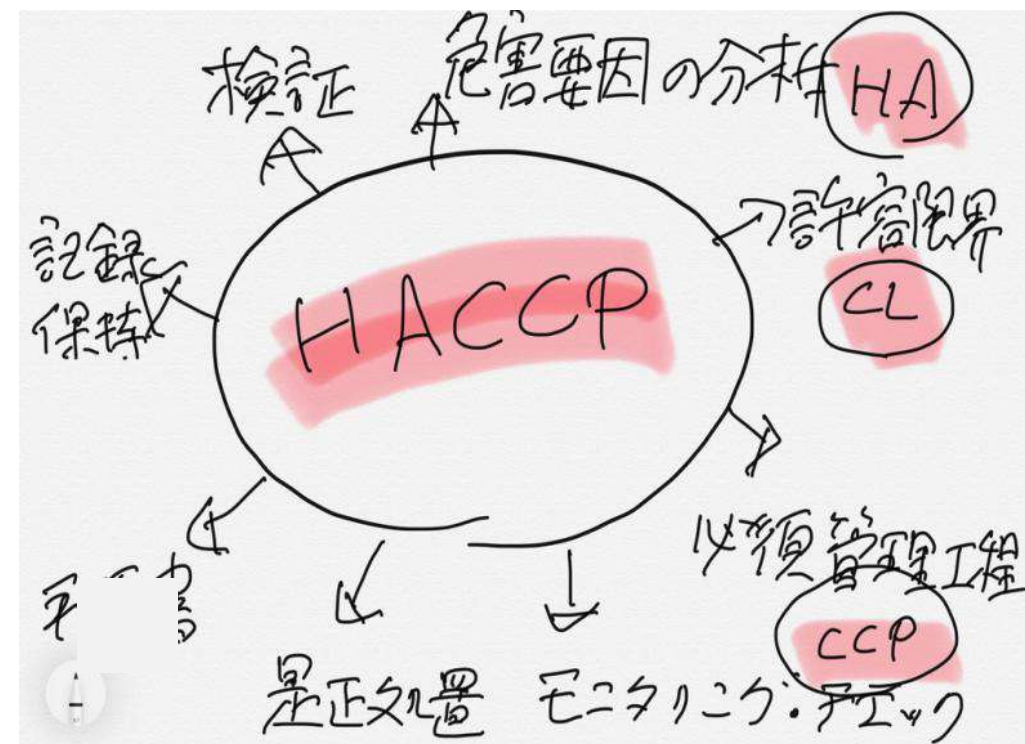 検証
危害要因の分析 HA
許容限界
CL
HACCP
記録
保持
必須管理工程
CCP
是正処置
モニタリング・チェック